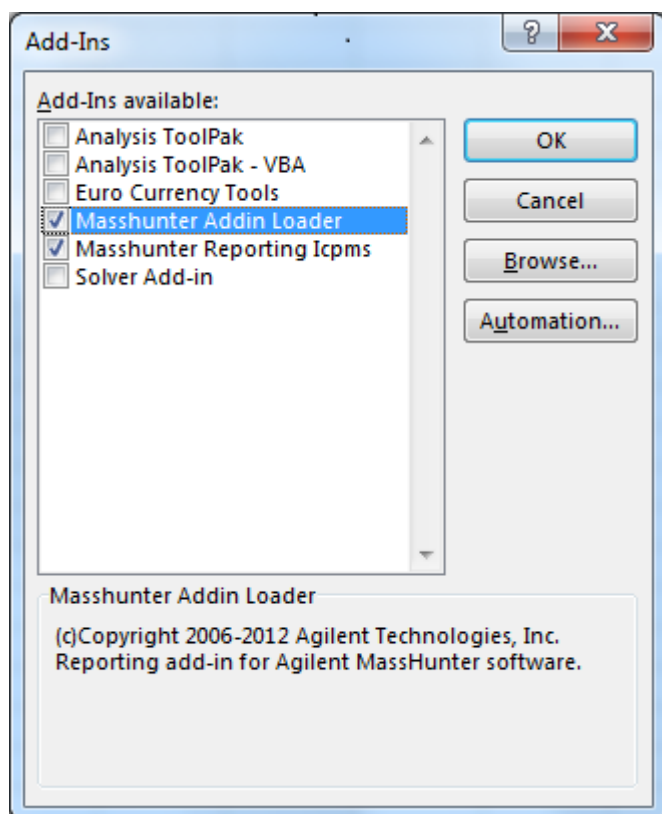 Add-Ins
Add-Ins available:
Analysis ToolPak
Analysis ToolPak - VBA
Euro Currency Tools
Masshunter Addin Loader
Masshunter Reporting Icpms
Solver Add-in
OK
Cancel
Browse...
Automation...
Masshunter Addin Loader
(c)Copyright 2006-2012 Agilent Technologies, Inc.
Reporting add-in for Agilent MassHunter software.